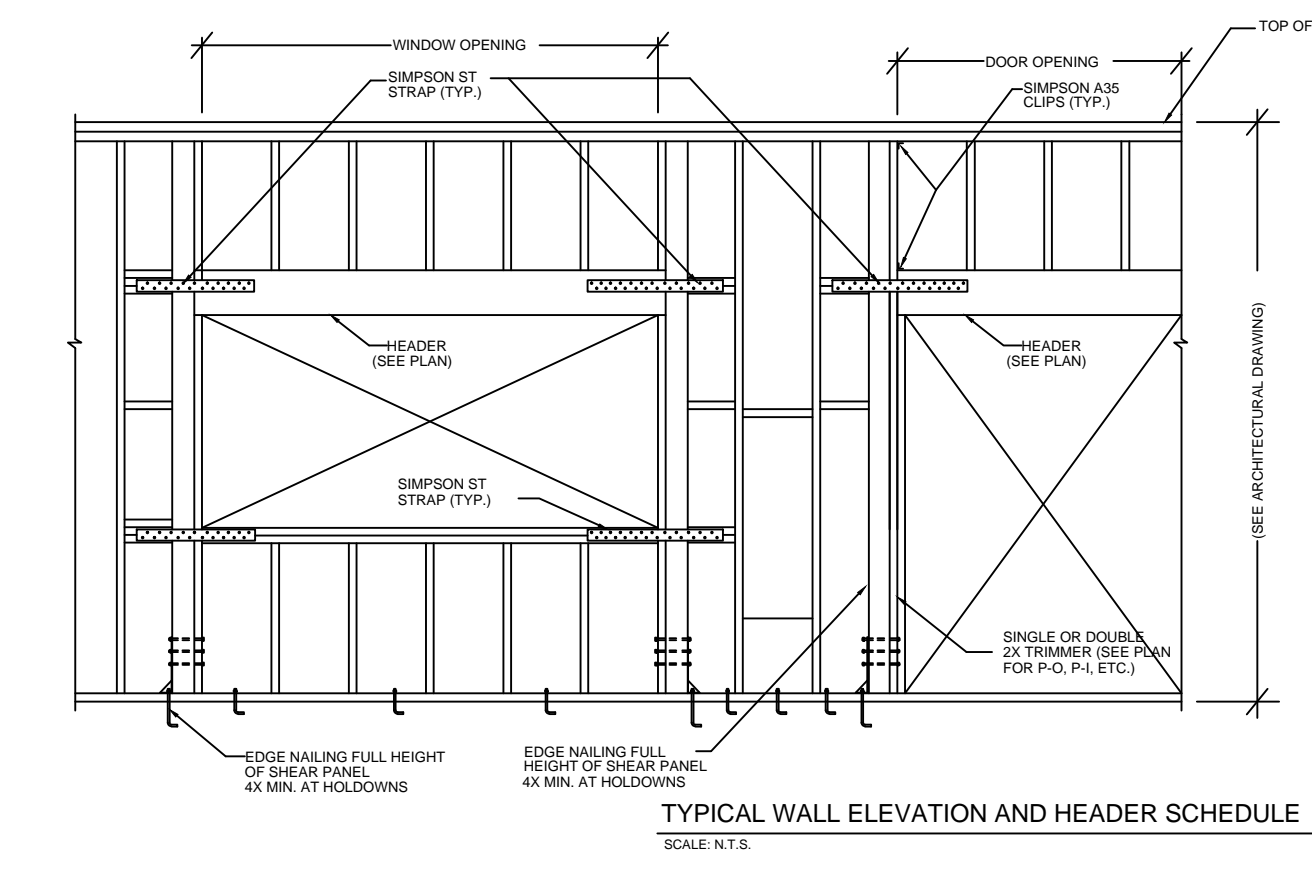 TOP OF
WINDOW OPENING
DOOR OPENING
SIMPSON ST
STRAP (TYP.)
SIMPSON A35
CLIPS (TYP.)
HEADER
(SEE PLAN)
HEADER
(SEE PLAN)
(SEE ARCHITECTURAL DRAWING)
SIMPSON ST
STRAP (TYP.)
SINGLE OR DOUBLE
2X TRIMMER (SEE PLAN
FOR P-O, P-I, ETC.)
EDGE NAILING FULL HEIGHT
OF SHEAR PANEL
4X MIN. AT HOLDOWNS
EDGE NAILING FULL
HEIGHT OF SHEAR PANEL
4X MIN. AT HOLDOWNS
TYPICAL WALL ELEVATION AND HEADER SCHEDULE
SCALE: N.T.S.